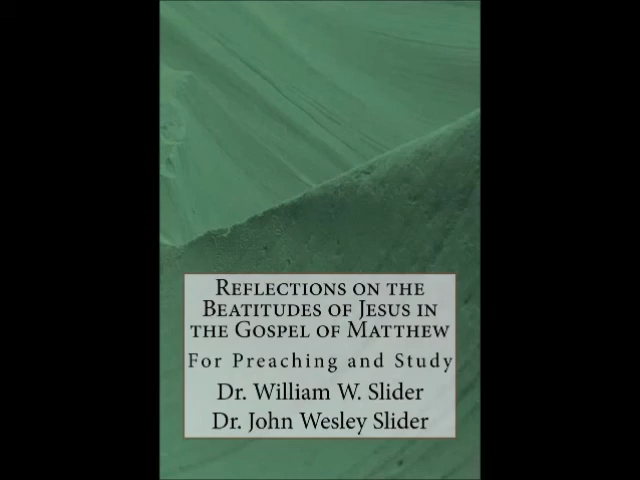 Reflections on the
Beatitudes of Jesus in
the Gospel of Matthew
For Preaching and Study
Dr. William W. Slider
Dr. John Wesley Slider